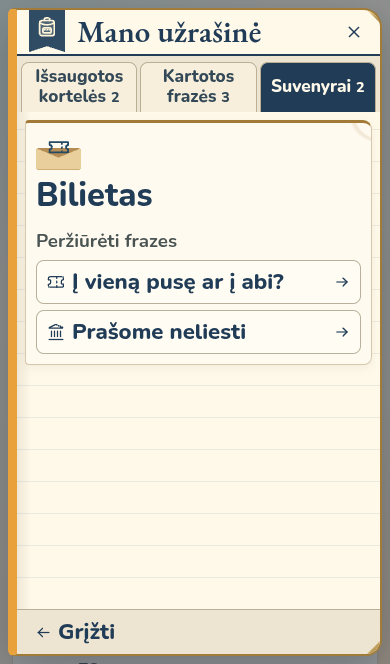 Mano užrašinė
Išsaugotos
kortelės 2
Kartotos
frazės 3
Suvenyrai 2
Bilietas
Peržiūrėti frazes
Į vieną pusę ar į abi?
Prašome neliesti
Grįžti